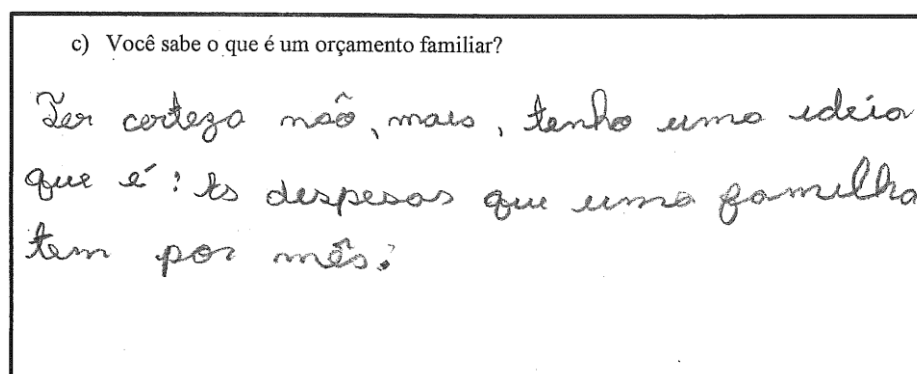 c) Você sabe o que é um orçamento familiar?
Ter certeza não, mais, tenho uma idéia
que é: As despesas que uma familha
tem por mês.